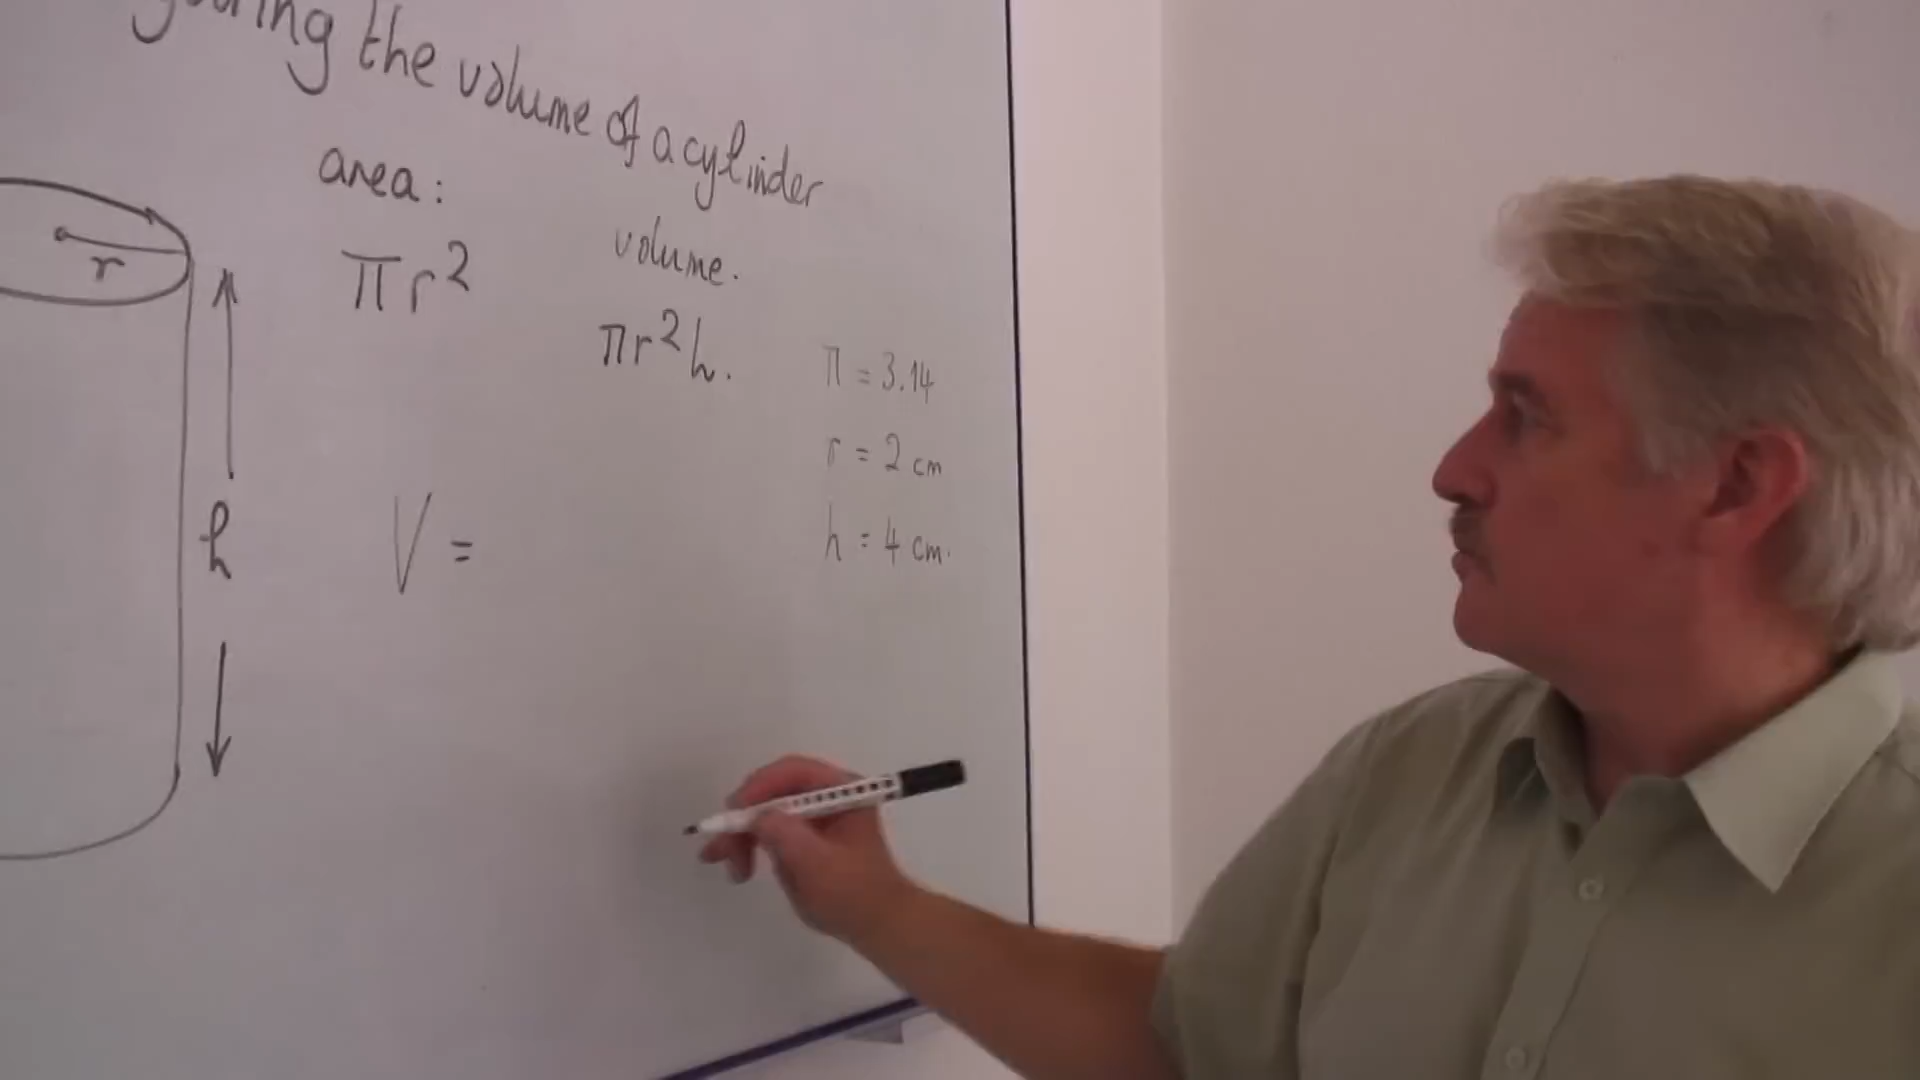 the volume of a cylinder
area:
πr²
volume.
πr²h.
π = 3.14
r = 2 cm
h = 4 cm.
V =
r
h